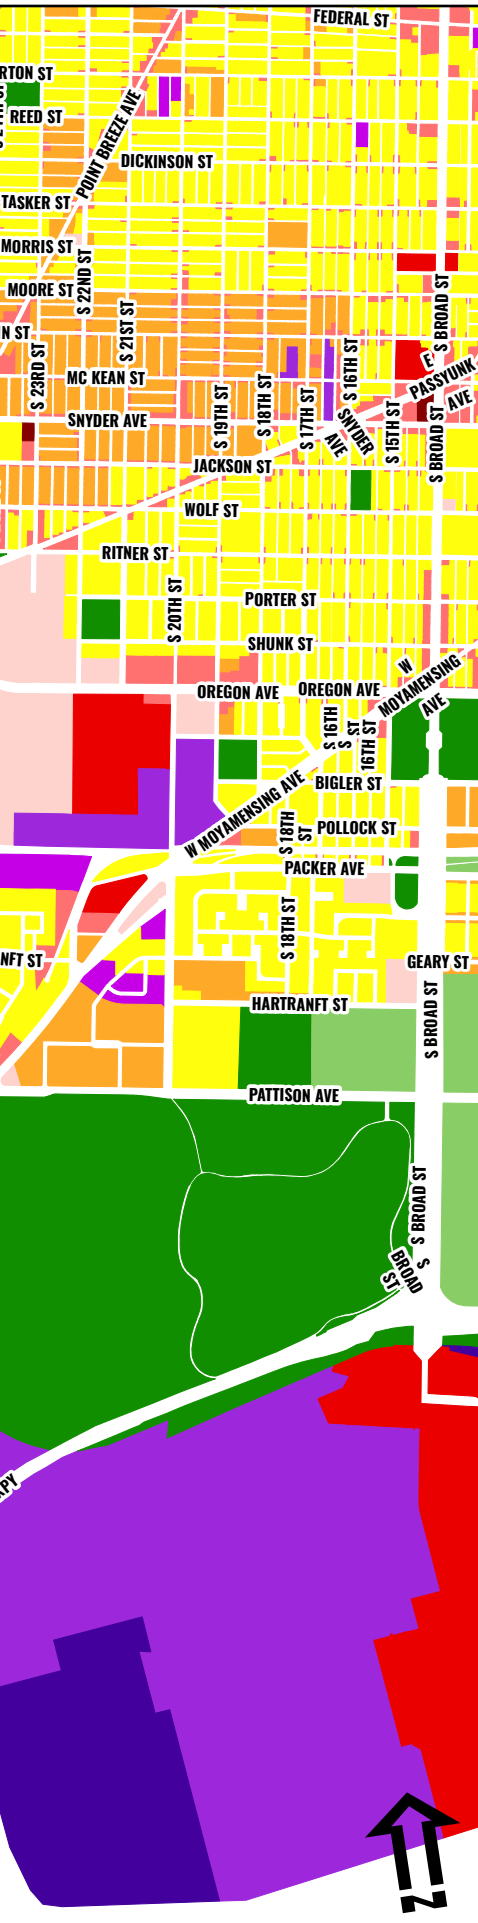 FEDERAL ST
RTON ST
REED ST
POINT BREEZE AVE
DICKINSON ST
TASKER ST
MORRIS ST
S 22ND ST
MOORE ST
S BROAD ST
S 21ST ST
N ST
S 23RD ST
S 16TH ST
E
PASSYUNK
AVE
MC KEAN ST
S 19TH ST
S 18TH ST
S 17TH ST
SNYDER
AVE
S 15TH ST
S BROAD ST
SNYDER AVE
JACKSON ST
WOLF ST
RITNER ST
S 20TH ST
PORTER ST
SHUNK ST
W
MOYAMENSING
AVE
OREGON AVE
OREGON AVE
S 16TH
ST
S
16TH ST
BIGLER ST
W MOYAMENSING AVE
S 18TH
ST
POLLOCK ST
PACKER AVE
S 18TH ST
NFT ST
GEARY ST
S BROAD ST
HARTRANFT ST
PATTISON AVE
S BROAD ST
S
BROAD
ST
XPY
N